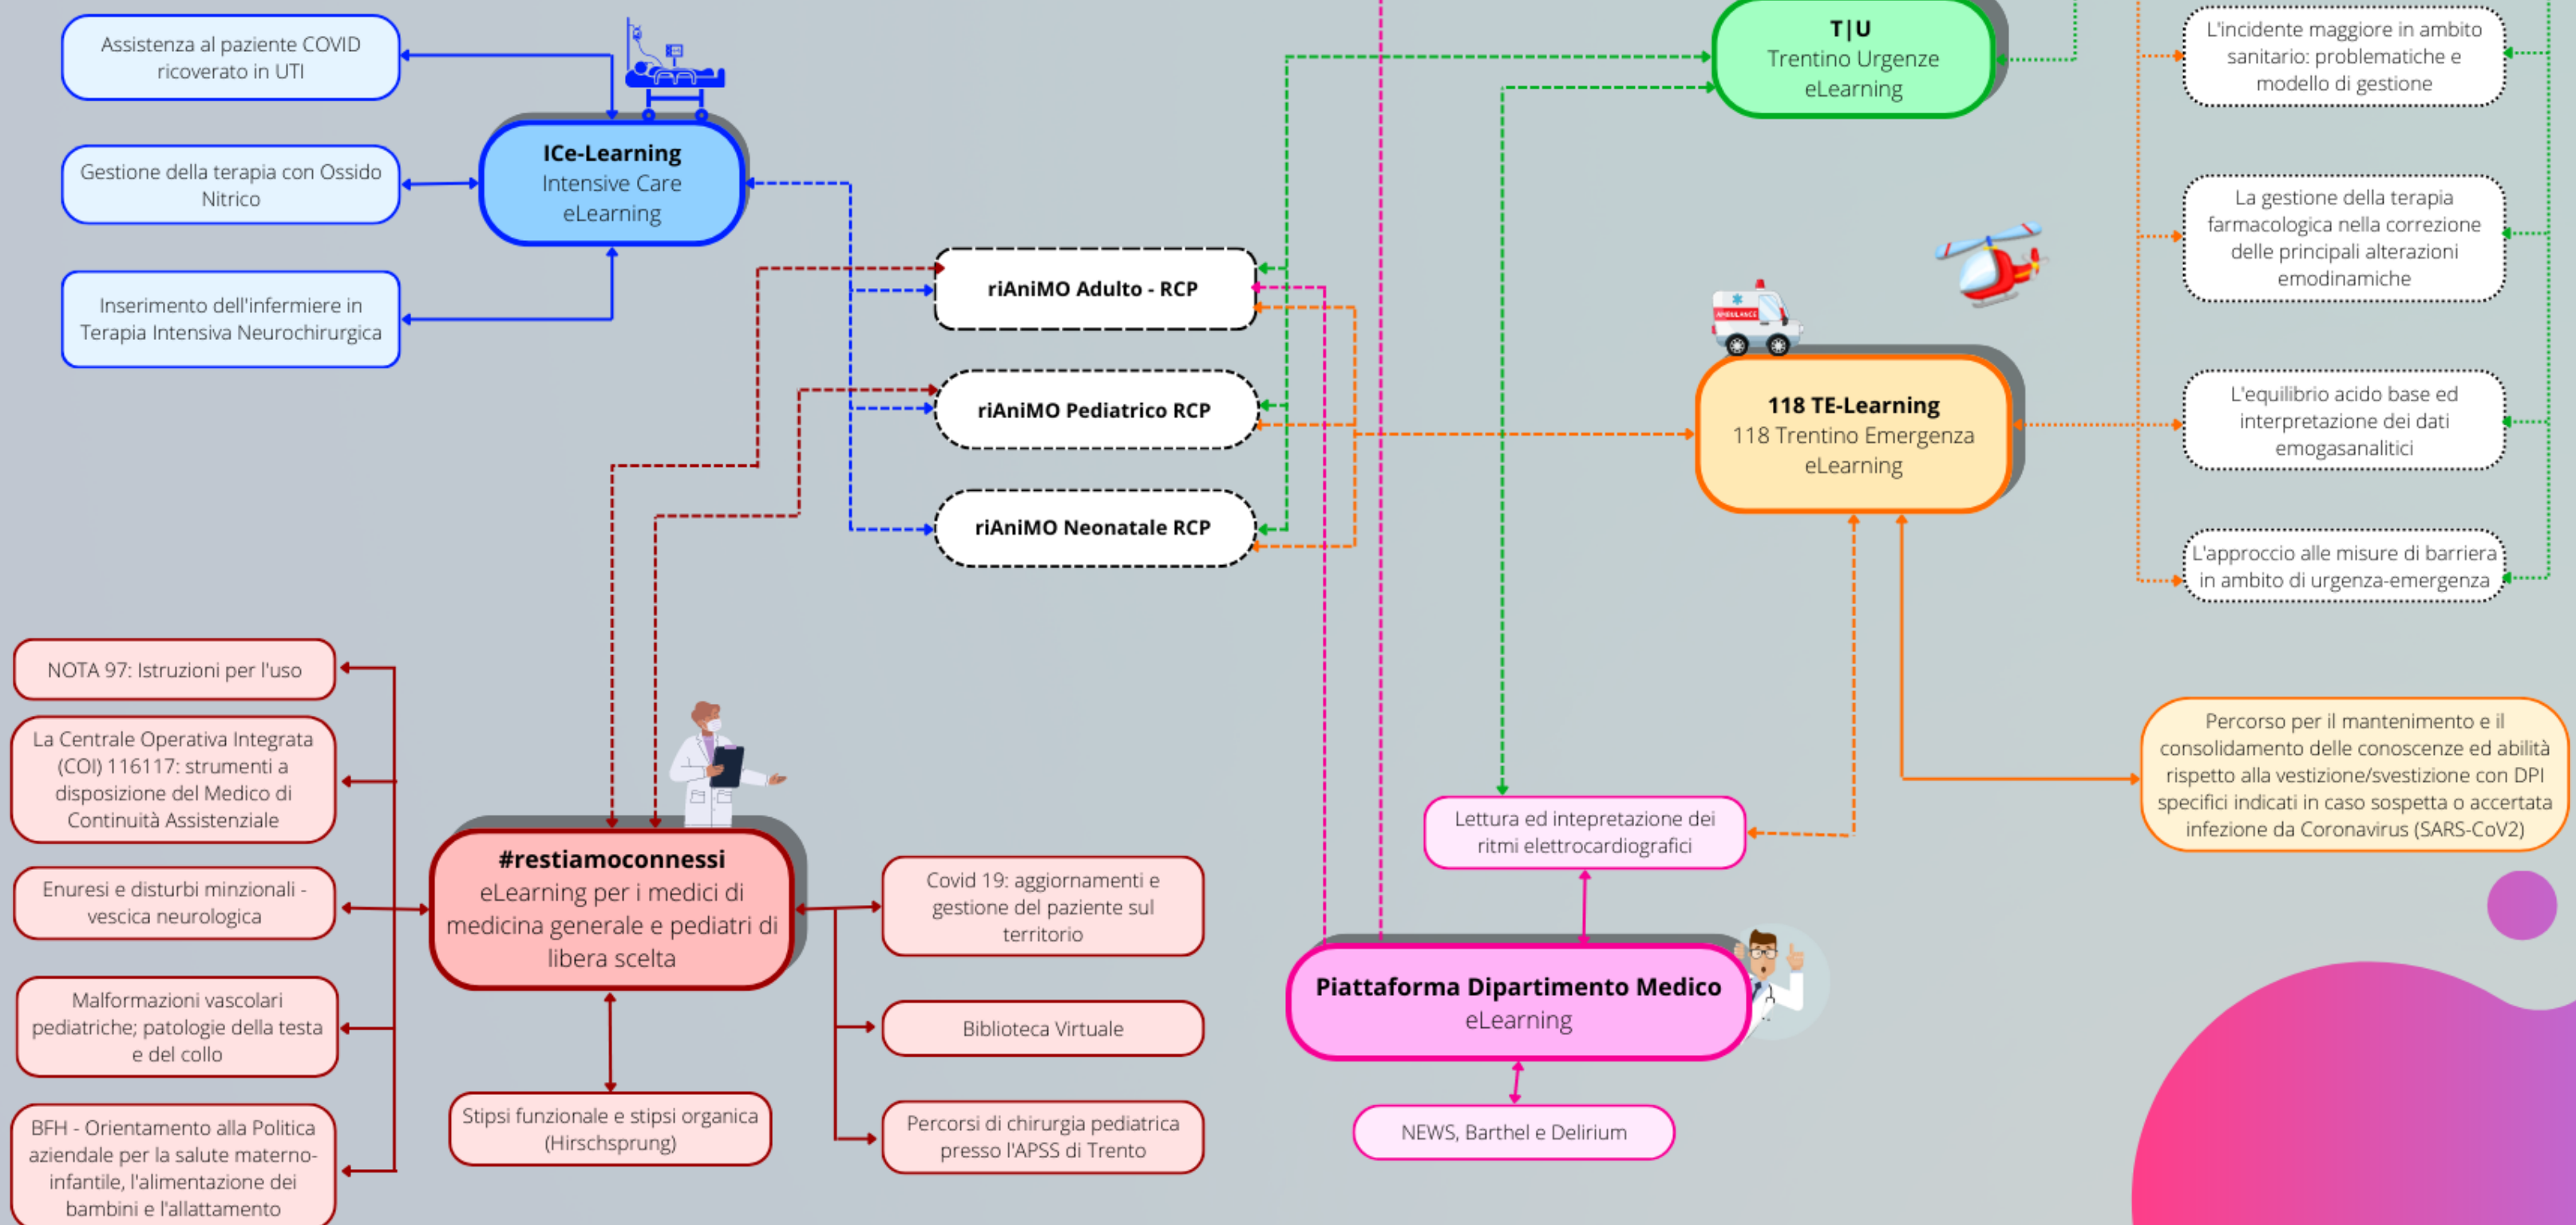 Assistenza al paziente COVID
ricoverato in UTI
Gestione della terapia con Ossido
Nitrico
Inserimento dell'infermiere in
Terapia Intensiva Neurochirurgica
ICe-Learning
Intensive Care
eLearning
riAniMO Adulto - RCP
riAniMO Pediatrico RCP
riAniMO Neonatale RCP
T|U
Trentino Urgenze
eLearning
AMBULANCE
118 TE-Learning
118 Trentino Emergenza
eLearning
L'incidente maggiore in ambito
sanitario: problematiche e
modello di gestione
La gestione della terapia
farmacologica nella correzione
delle principali alterazioni
emodinamiche
L'equilibrio acido base ed
interpretazione dei dati
emogasanalitici
L'approccio alle misure di barriera
in ambito di urgenza-emergenza
Percorso per il mantenimento e il
consolidamento delle conoscenze ed abilità
rispetto alla vestizione/svestizione con DPI
specifici indicati in caso sospetta o accertata
infezione da Coronavirus (SARS-CoV2)
NOTA 97: Istruzioni per l'uso
La Centrale Operativa Integrata
(COI) 116117: strumenti a
disposizione del Medico di
Continuità Assistenziale
Enuresi e disturbi minzionali -
vescica neurologica
Malformazioni vascolari
pediatriche; patologie della testa
e del collo
BFH - Orientamento alla Politica
aziendale per la salute materno-
infantile, l'alimentazione dei
bambini e l'allattamento
#restiamoconnessi
eLearning per i medici di
medicina generale e pediatri di
libera scelta
Stipsi funzionale e stipsi organica
(Hirschsprung)
Covid 19: aggiornamenti e
gestione del paziente sul
territorio
Biblioteca Virtuale
Percorsi di chirurgia pediatrica
presso l'APSS di Trento
Lettura ed intepretazione dei
ritmi elettrocardiografici
Piattaforma Dipartimento Medico
eLearning
NEWS, Barthel e Delirium